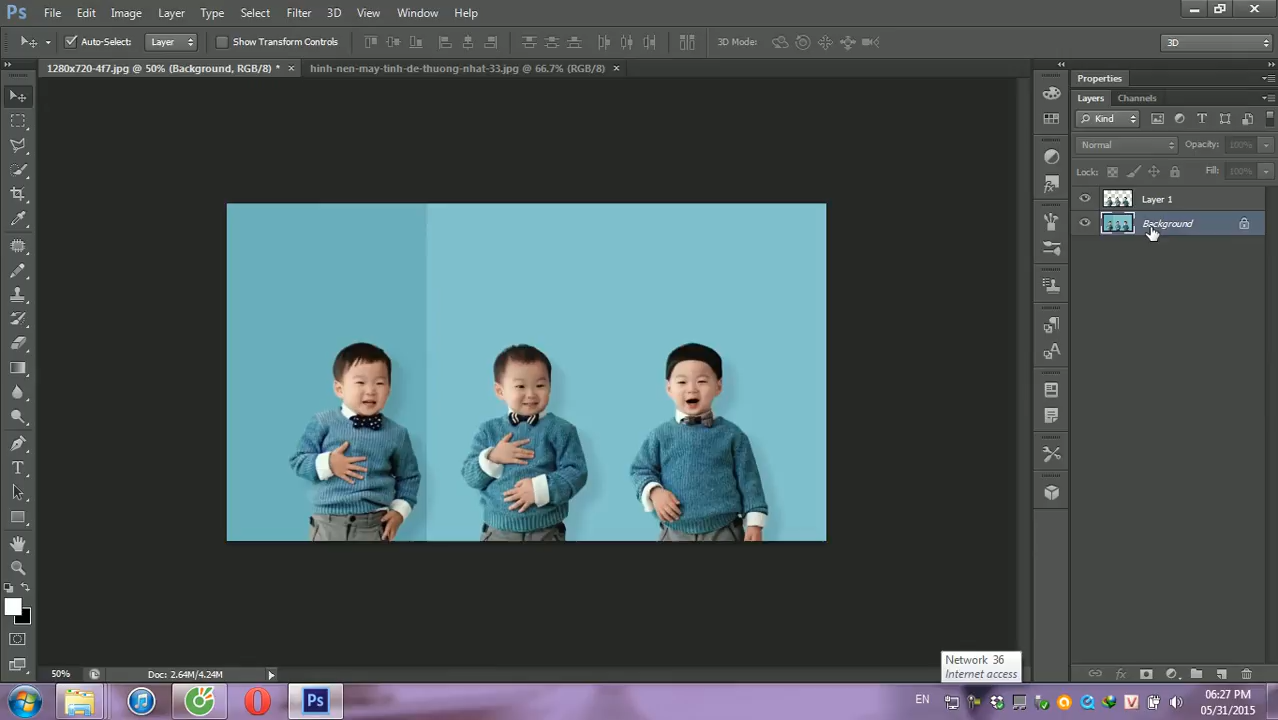 Ps File Edit Image Layer Type Select Filter 3D View Window Help
Auto-Select: Layer Show Transform Controls 3D Mode: 3D
1280x720-4f7.jpg @ 50% (Background, RGB/8) * × hinh-nen-may-tinh-de-thuong-nhat-33.jpg @ 66.7% (RGB/8) ×
Properties
Layers Channels
Kind
Normal Opacity: 100%
Lock: Fill: 100%
Layer 1
Background
Network 36
Internet access
50% Doc: 2.64M/4.24M
Ps EN 06:27 PM
05/31/2015